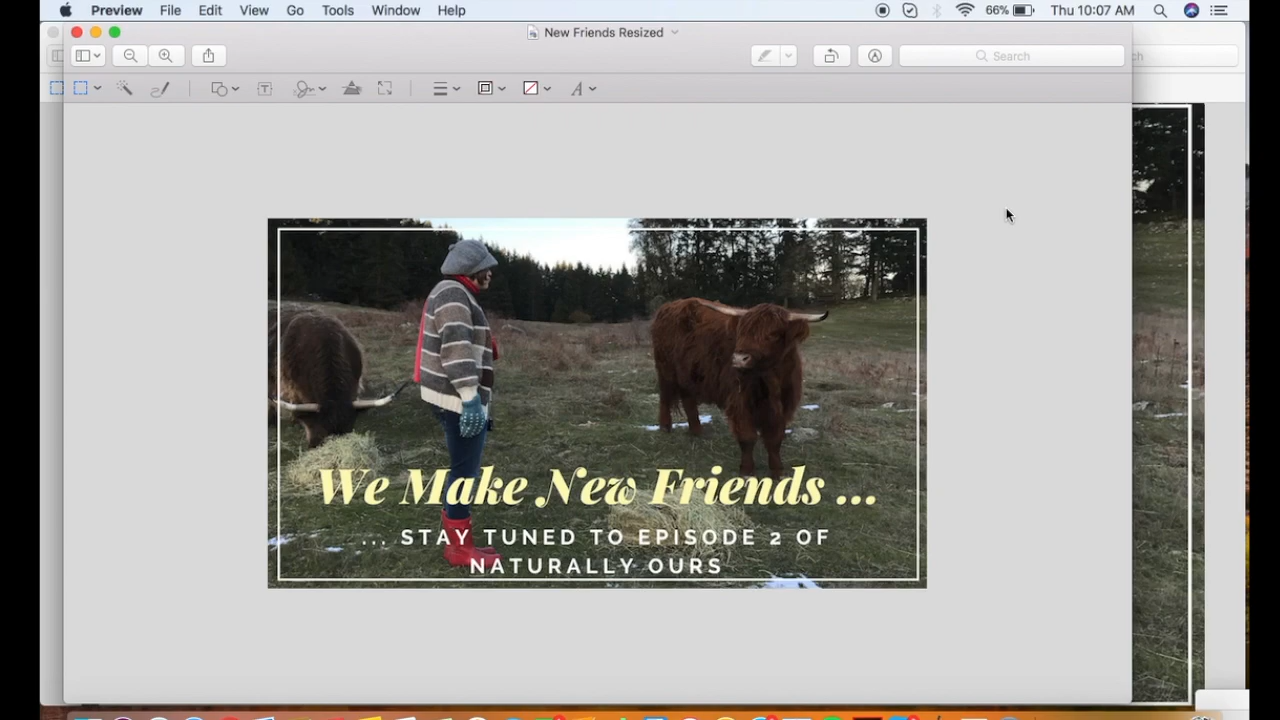 Preview File Edit View Go Tools Window Help 66% Thu 10:07 AM
New Friends Resized
Search
We Make New Friends ...
... STAY TUNED TO EPISODE 2 OF
NATURALLY OURS